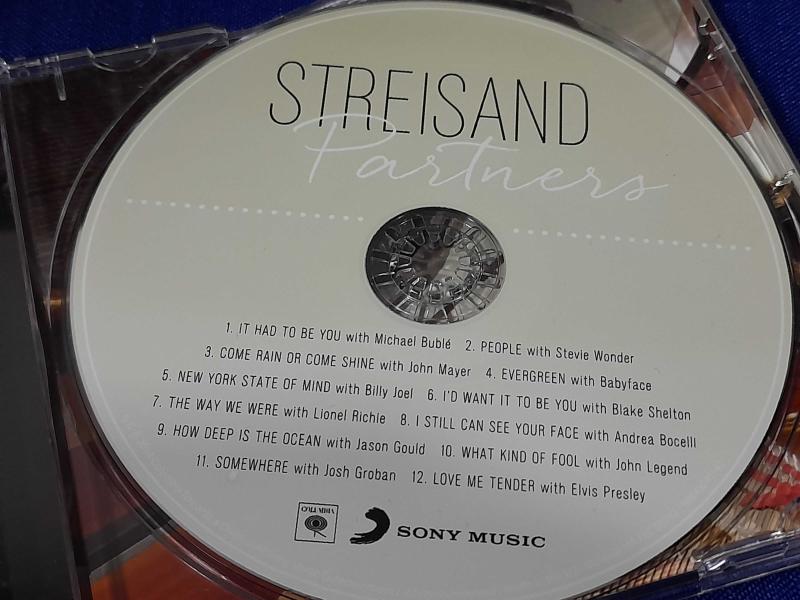 STREISAND
Partners
1. IT HAD TO BE YOU with Michael Bublé 2. PEOPLE with Stevie Wonder
3. COME RAIN OR COME SHINE with John Mayer 4. EVERGREEN with Babyface
5. NEW YORK STATE OF MIND with Billy Joel 6. I'D WANT IT TO BE YOU with Blake Shelton
7. THE WAY WE WERE with Lionel Richie 8. I STILL CAN SEE YOUR FACE with Andrea Bocelli
9. HOW DEEP IS THE OCEAN with Jason Gould 10. WHAT KIND OF FOOL with John Legend
11. SOMEWHERE with Josh Groban 12. LOVE ME TENDER with Elvis Presley
COLUMBIA
SONY MUSIC